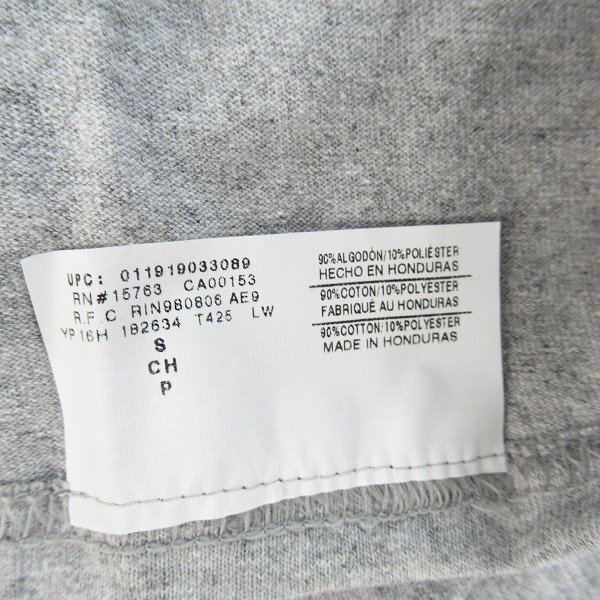 UPC: 011919033089
RN#15763 CA00153
R.F C RIN980806 AE9
YP16H 182634 T425 LW
S
CH
P
90%ALGODÓN/10%POLIÉSTER
HECHO EN HONDURAS
90%COTON/10%POLYESTER
FABRIQUÉ AU HONDURAS
90%COTTON/10%POLYESTER
MADE IN HONDURAS